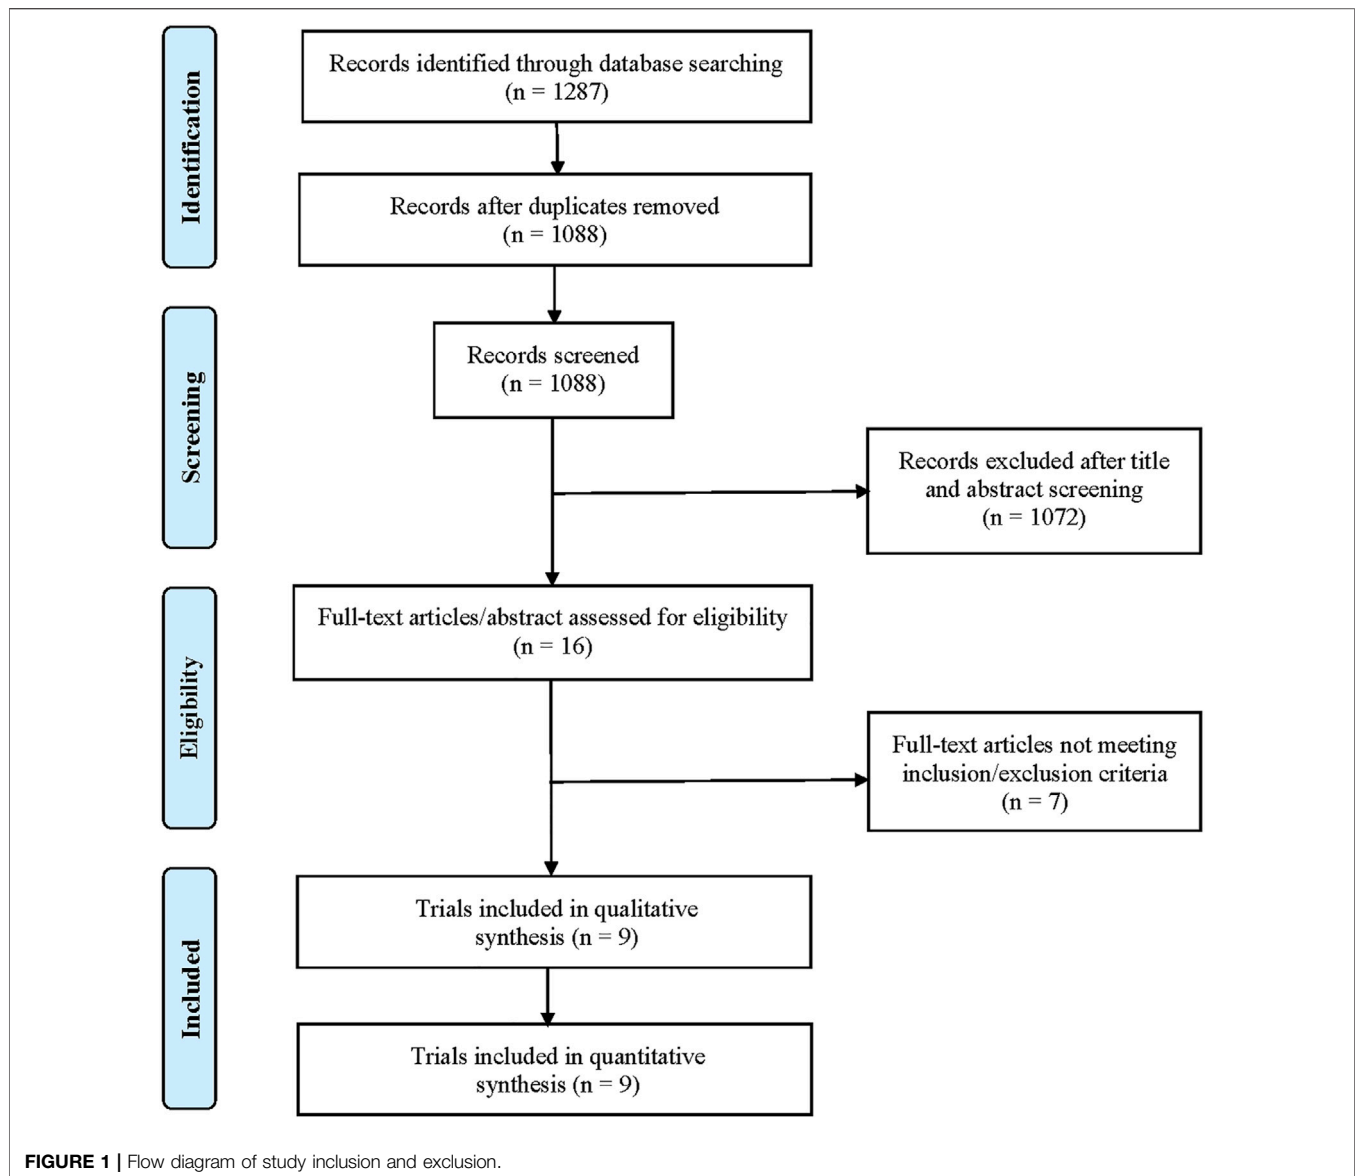 Identification
Records identified through database searching
(n = 1287)
Records after duplicates removed
(n = 1088)
Screening
Records screened
(n = 1088)
Records excluded after title
and abstract screening
(n = 1072)
Eligibility
Full-text articles/abstract assessed for eligibility
(n = 16)
Full-text articles not meeting
inclusion/exclusion criteria
(n = 7)
Included
Trials included in qualitative
synthesis (n = 9)
Trials included in quantitative
synthesis (n = 9)
FIGURE 1 | Flow diagram of study inclusion and exclusion.